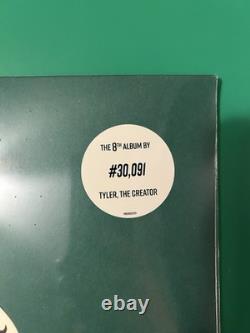 THE 8TH ALBUM BY
#30,091
TYLER, THE CREATOR